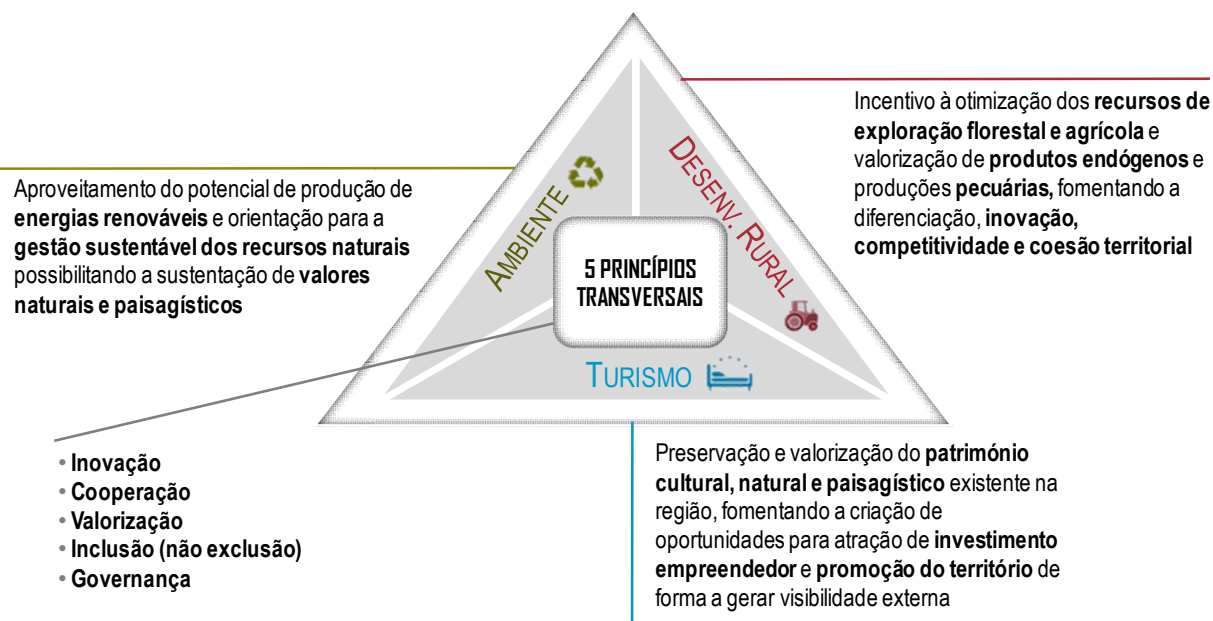 Incentivo à otimização dos recursos de
exploração florestal e agrícola e
valorização de produtos endógenos e
produções pecuárias, fomentando a
diferenciação, inovação,
competitividade e coesão territorial
Aproveitamento do potencial de produção de
energias renováveis e orientação para a
gestão sustentável dos recursos naturais
possibilitando a sustentação de valores
naturais e paisagísticos
AMBIENTE
DESENV. RURAL
5 PRINCÍPIOS
TRANSVERSAIS
TURISMO
• Inovação
• Cooperação
• Valorização
• Inclusão (não exclusão)
• Governança
Preservação e valorização do património
cultural, natural e paisagístico existente na
região, fomentando a criação de
oportunidades para atração de investimento
empreendedor e promoção do território de
forma a gerar visibilidade externa